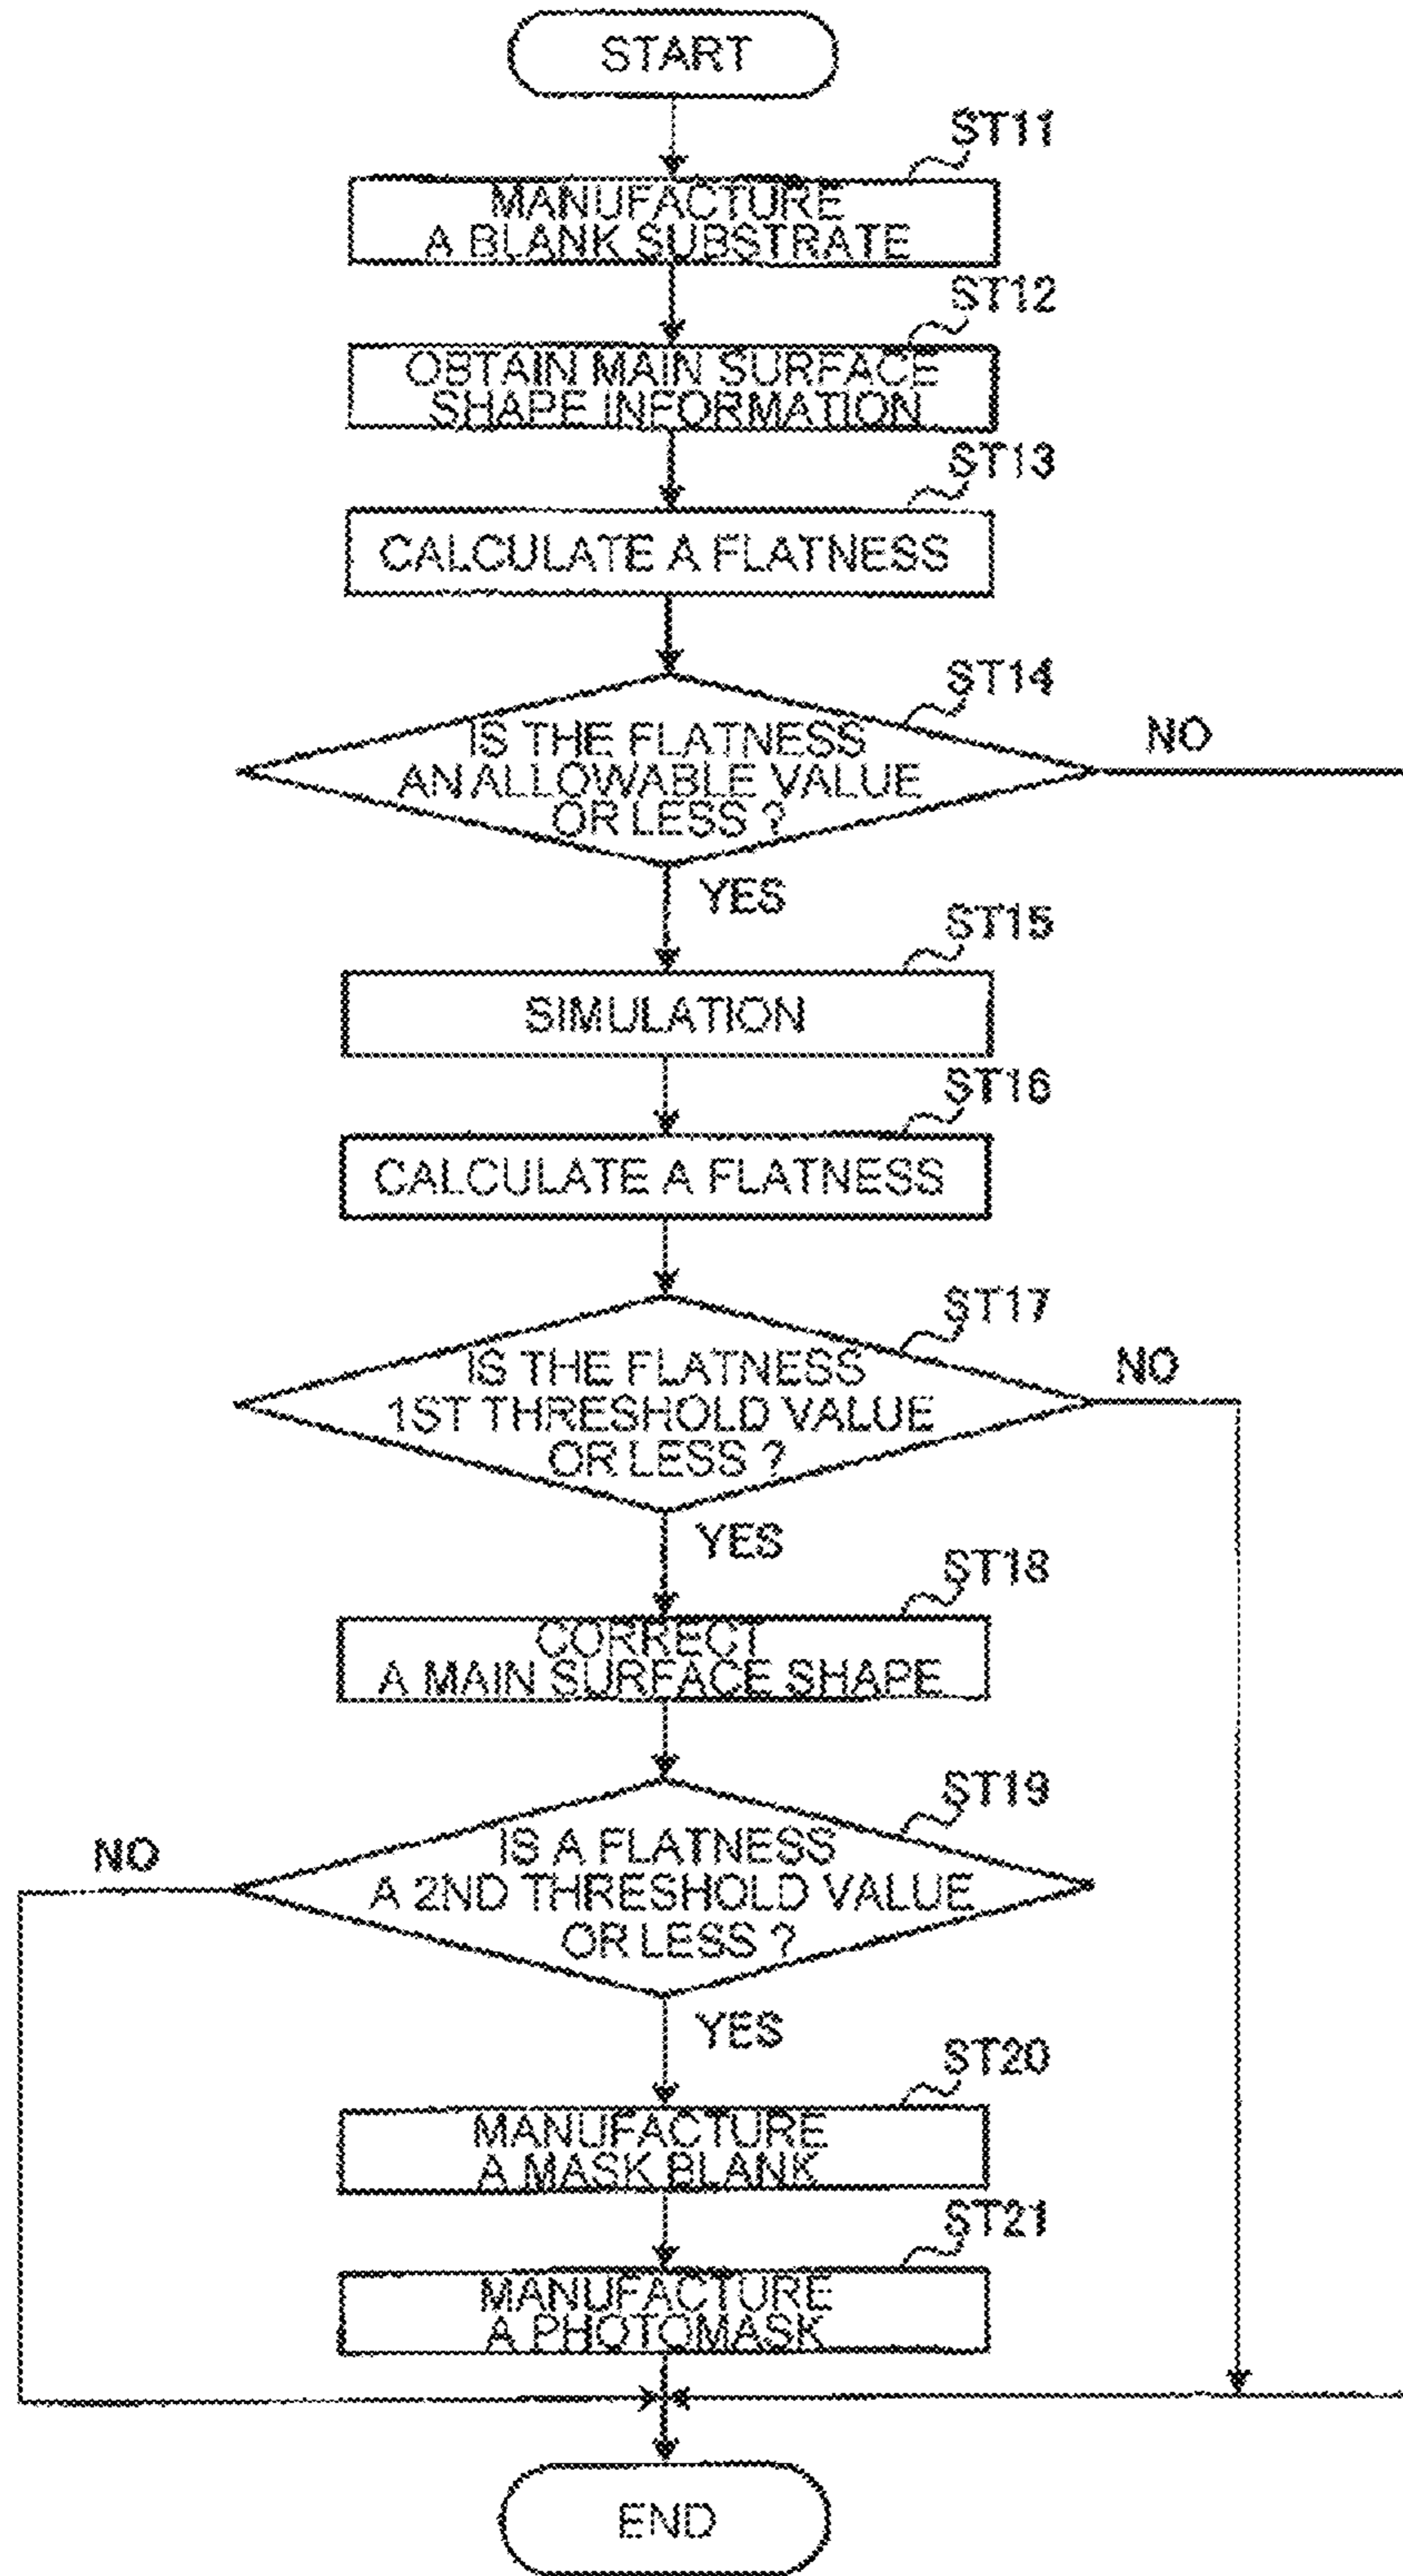 START
ST11
MANUFACTURE
A BLANK SUBSTRATE
ST12
OBTAIN MAIN SURFACE
SHAPE INFORMATION
ST13
CALCULATE A FLATNESS
ST14
IS THE FLATNESS
AN ALLOWABLE VALUE
OR LESS ?
NO
YES
ST15
SIMULATION
ST16
CALCULATE A FLATNESS
ST17
IS THE FLATNESS
1ST THRESHOLD VALUE
OR LESS ?
NO
YES
ST18
CORRECT
A MAIN SURFACE SHAPE
ST19
IS A FLATNESS
A 2ND THRESHOLD VALUE
OR LESS ?
NO
YES
ST20
MANUFACTURE
A MASK BLANK
ST21
MANUFACTURE
A PHOTOMASK
END